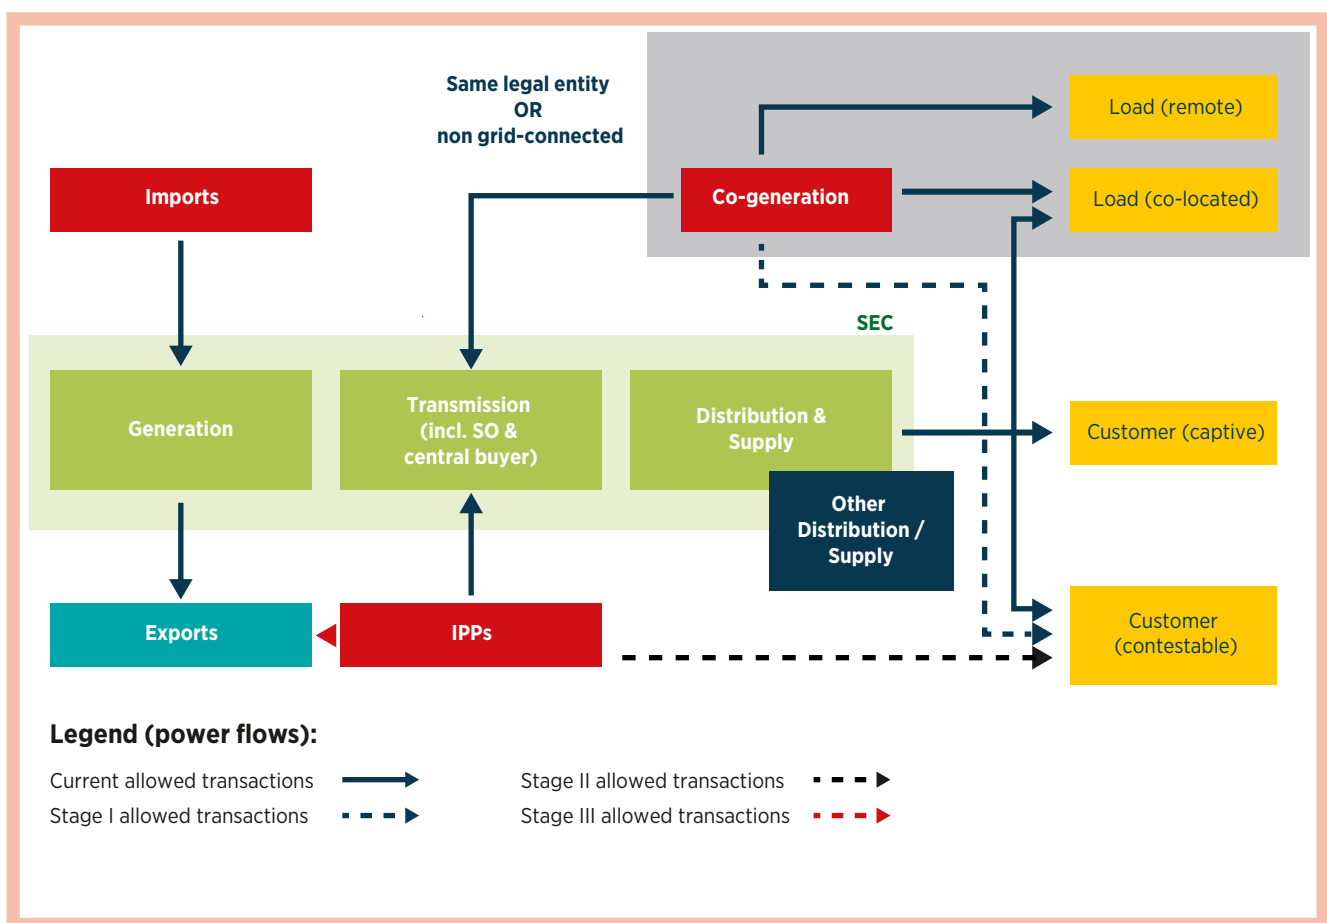 Same legal entity
OR
non grid-connected
Load (remote)
Imports
Co-generation
Load (co-located)
SEC
Generation
Transmission
(incl. SO &
central buyer)
Distribution &
Supply
Customer (captive)
Other
Distribution /
Supply
Exports
IPPs
Customer
(contestable)
Legend (power flows):
Current allowed transactions
Stage II allowed transactions
Stage I allowed transactions
Stage III allowed transactions